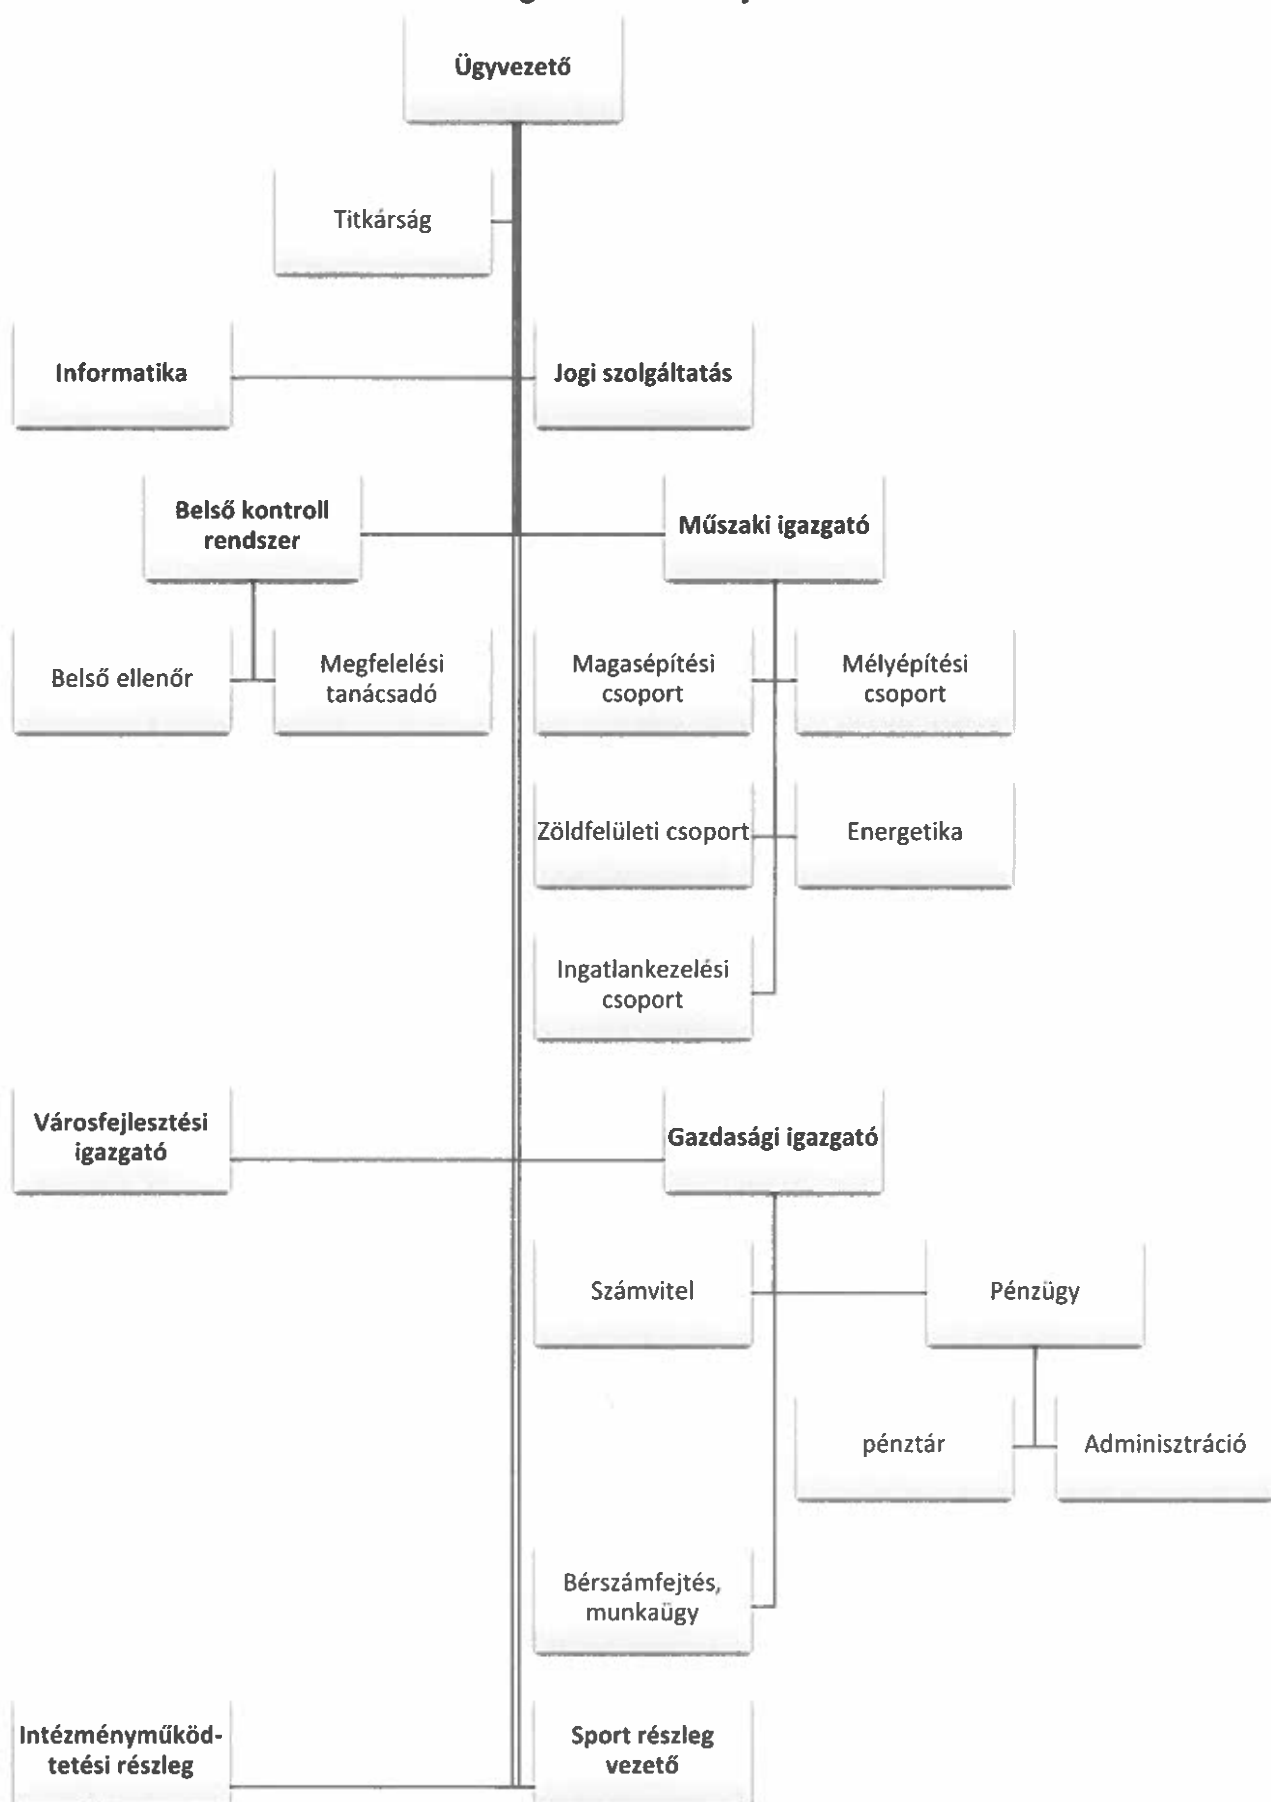 Ügyvezető
Titkárság
Informatika
Jogi szolgáltatás
Belső kontroll
rendszer
Műszaki igazgató
Belső ellenőr
Megfelelési
tanácsadó
Magasépítési
csoport
Mélyépítési
csoport
Zöldfelületi csoport
Energetika
Ingatlankezelési
csoport
Városfejlesztési
igazgató
Gazdasági igazgató
Számvitel
Pénzügy
pénztár
Adminisztráció
Bérszámfejtés,
munkaügy
Intézményműköd-
tetési részleg
Sport részleg
vezető